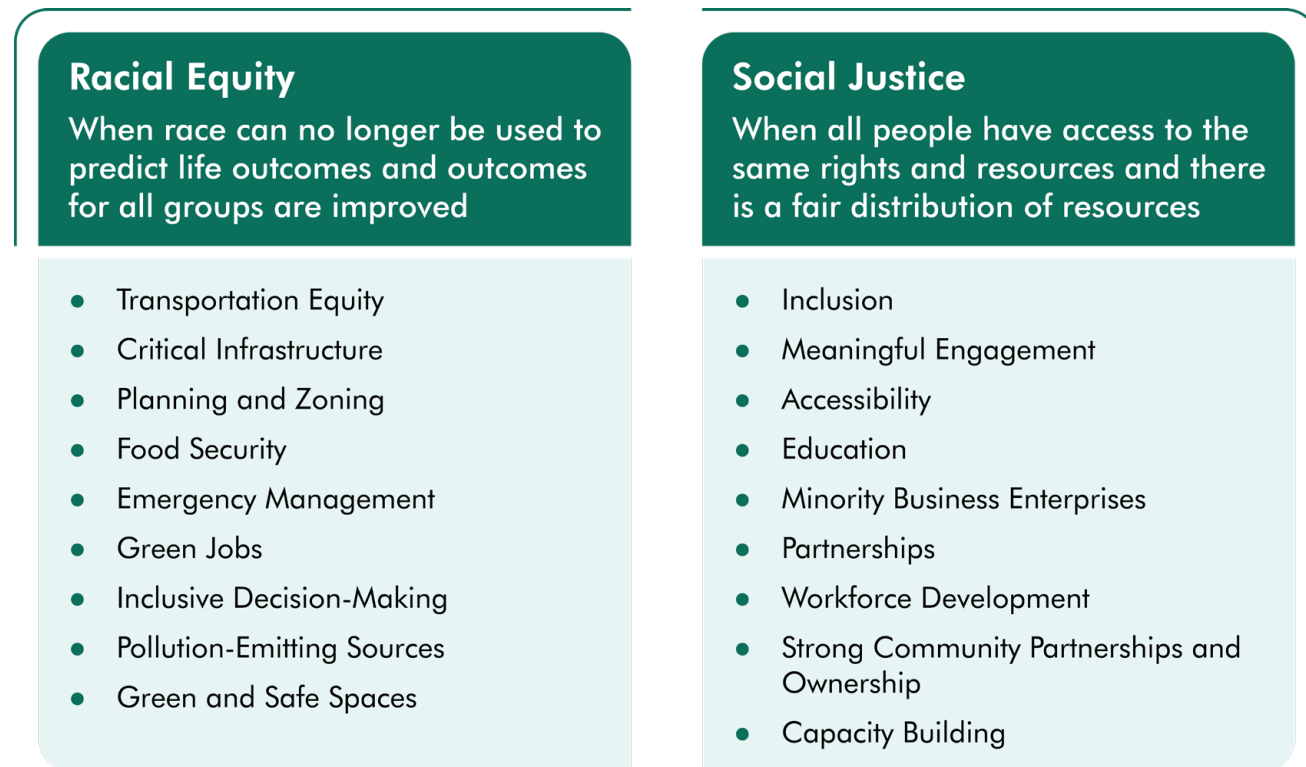 Racial Equity
When race can no longer be used to
predict life outcomes and outcomes
for all groups are improved
• Transportation Equity
• Critical Infrastructure
• Planning and Zoning
• Food Security
• Emergency Management
• Green Jobs
• Inclusive Decision-Making
• Pollution-Emitting Sources
• Green and Safe Spaces
Social Justice
When all people have access to the
same rights and resources and there
is a fair distribution of resources
• Inclusion
• Meaningful Engagement
• Accessibility
• Education
• Minority Business Enterprises
• Partnerships
• Workforce Development
• Strong Community Partnerships and
Ownership
• Capacity Building